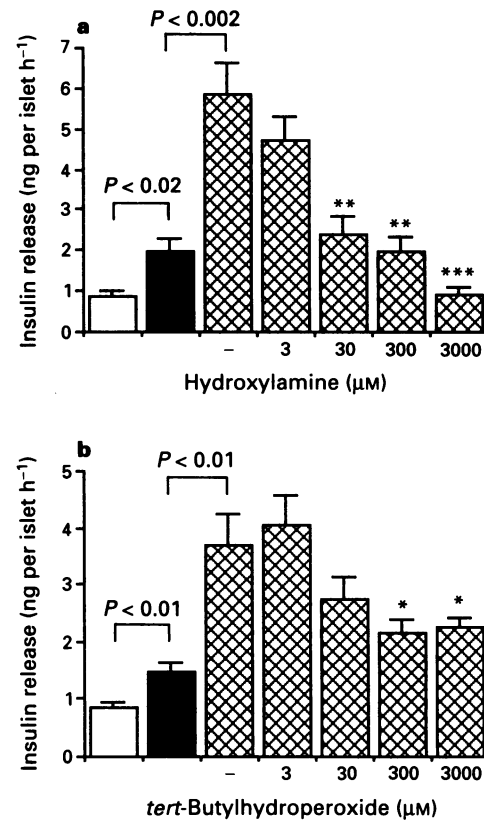 a
P < 0.002
Insulin release (ng per islet h⁻¹)
7
6
5
4
3
2
1
0
P < 0.02
**
**
***
– 3 30 300 3000
Hydroxylamine (μM)
b
P < 0.01
Insulin release (ng per islet h⁻¹)
5
4
3
2
1
0
P < 0.01
*
*
– 3 30 300 3000
tert-Butylhydroperoxide (μM)